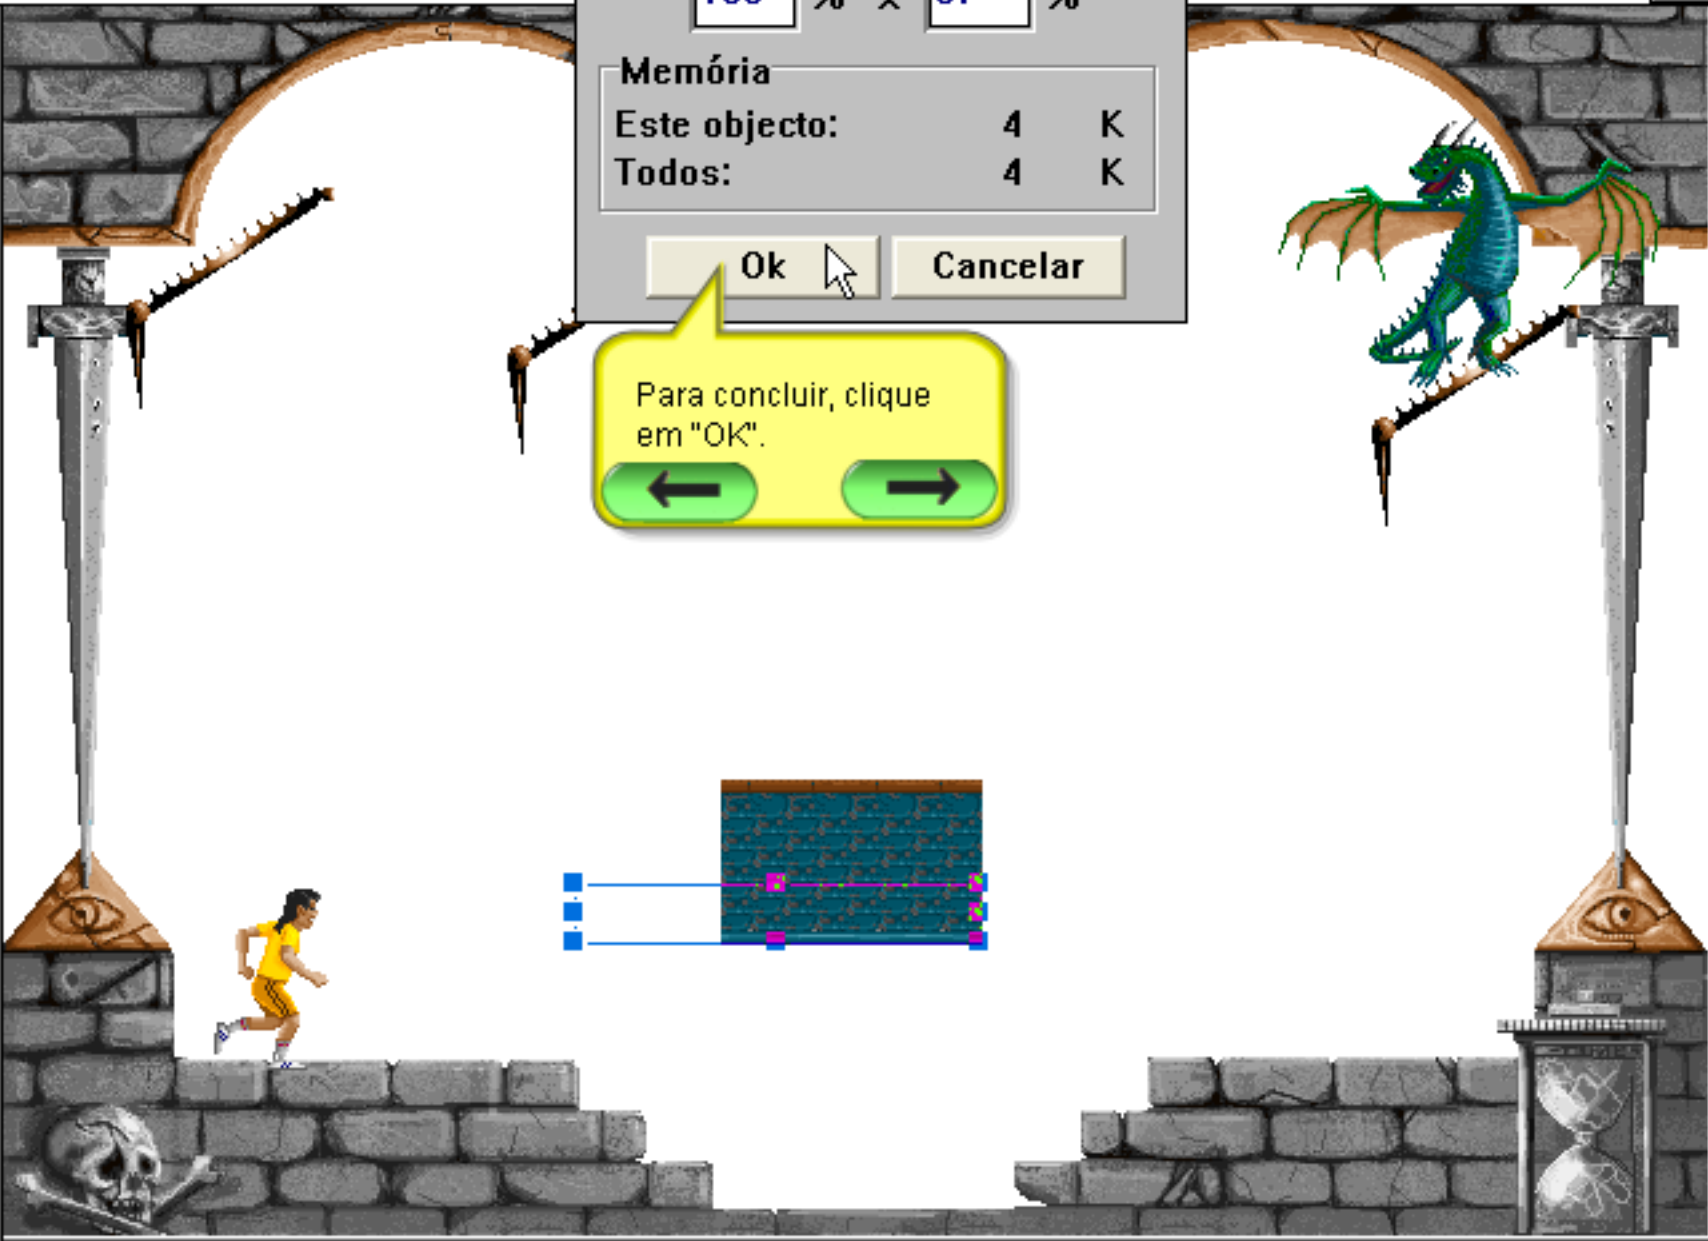 % x %
Memória
Este objecto: 4 K
Todos: 4 K
Ok Cancelar
Para concluir, clique
em "OK".